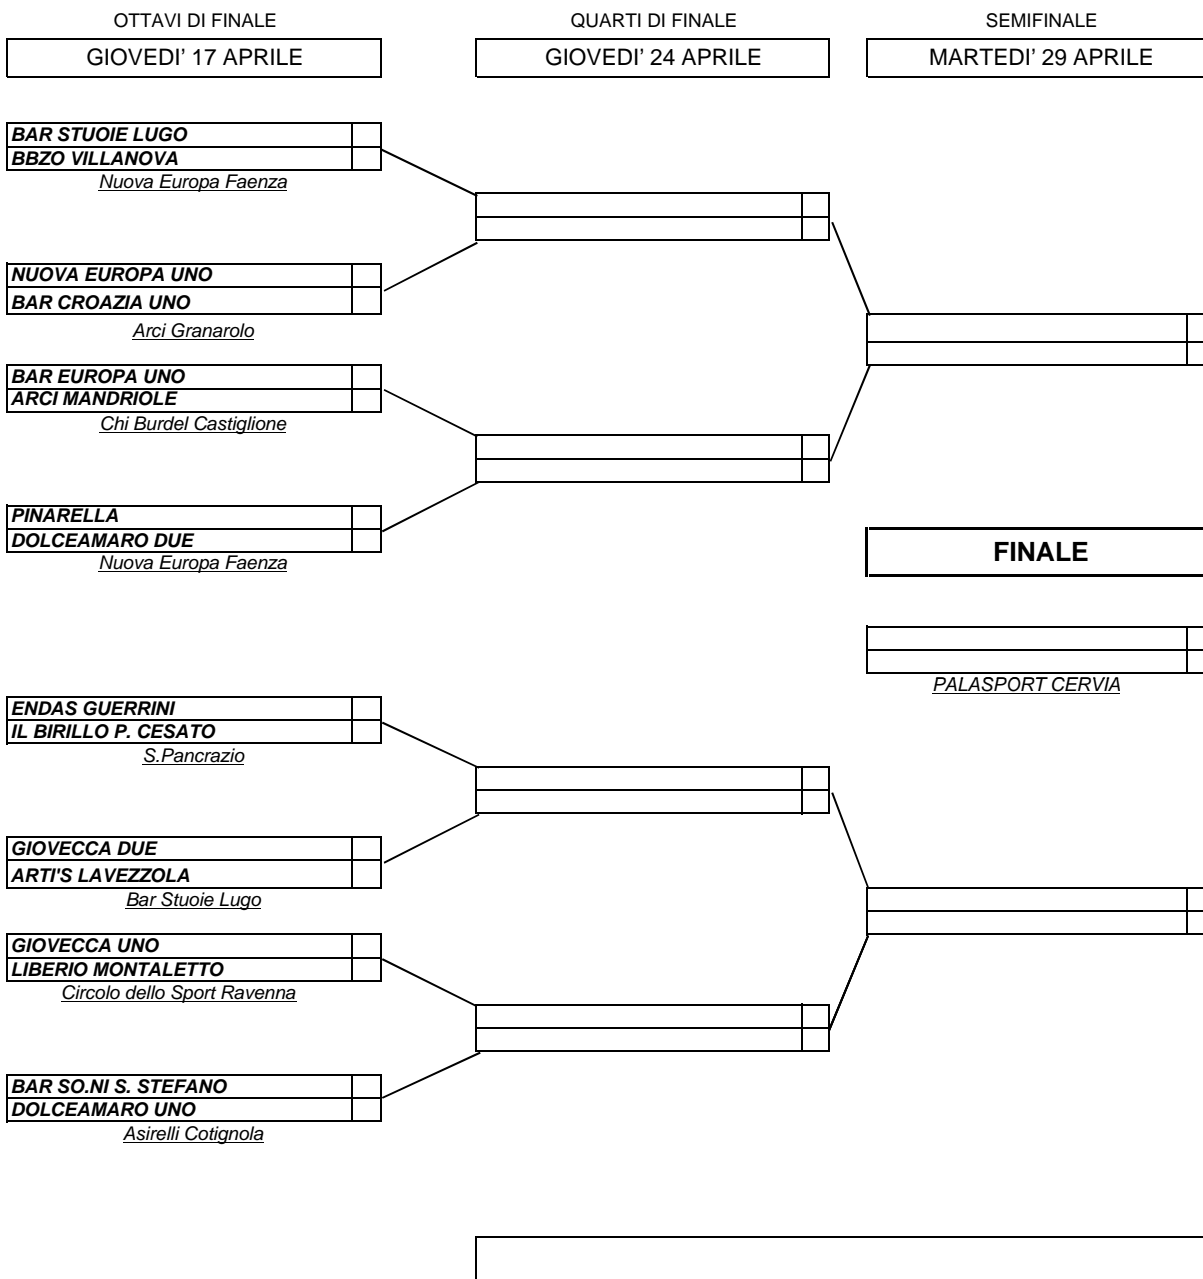 OTTAVI DI FINALE
QUARTI DI FINALE
SEMIFINALE
GIOVEDI’ 17 APRILE
GIOVEDI’ 24 APRILE
MARTEDI’ 29 APRILE
BAR STUOIE LUGO
BBZO VILLANOVA
Nuova Europa Faenza
NUOVA EUROPA UNO
BAR CROAZIA UNO
Arci Granarolo
BAR EUROPA UNO
ARCI MANDRIOLE
Chi Burdel Castiglione
PINARELLA
DOLCEAMARO DUE
Nuova Europa Faenza
FINALE
PALASPORT CERVIA
ENDAS GUERRINI
IL BIRILLO P. CESATO
S.Pancrazio
GIOVECCA DUE
ARTI'S LAVEZZOLA
Bar Stuoie Lugo
GIOVECCA UNO
LIBERIO MONTALETTO
Circolo dello Sport Ravenna
BAR SO.NI S. STEFANO
DOLCEAMARO UNO
Asirelli Cotignola